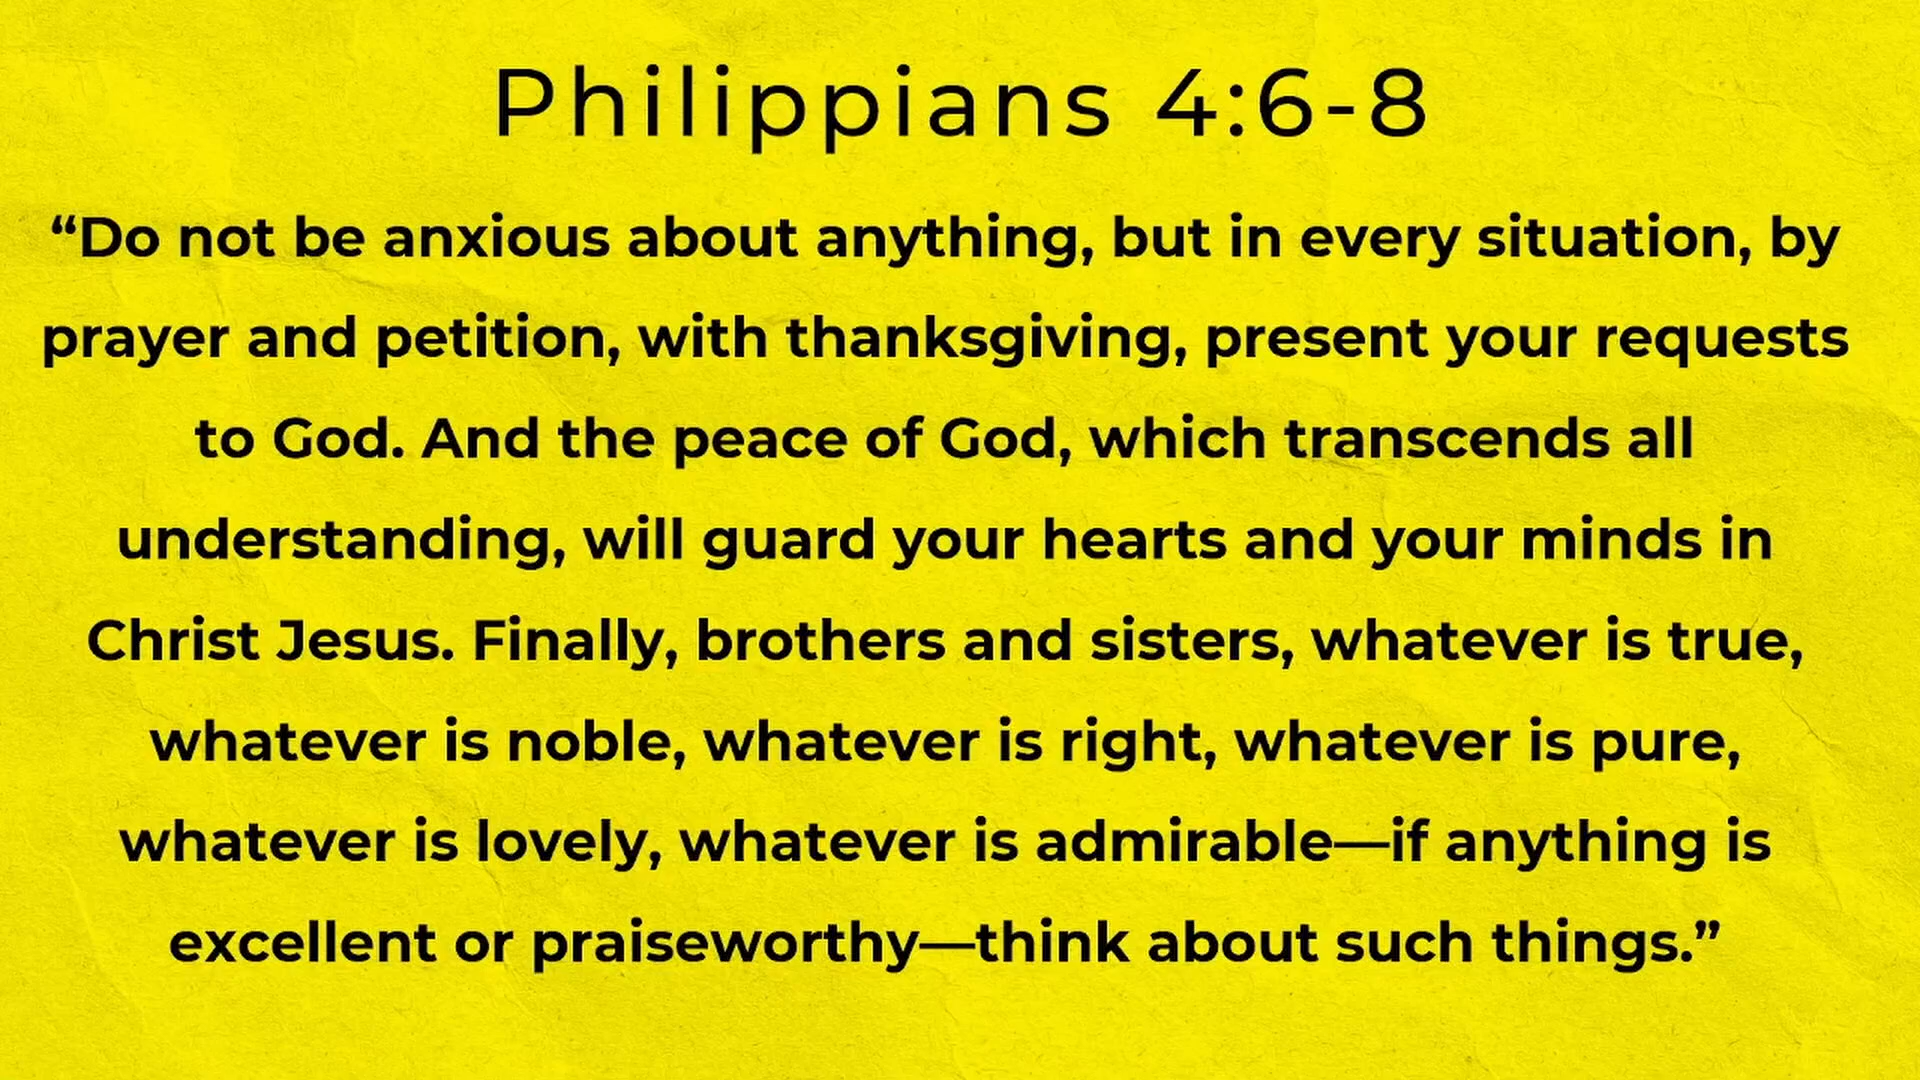 Philippians 4:6-8
“Do not be anxious about anything, but in every situation, by
prayer and petition, with thanksgiving, present your requests
to God. And the peace of God, which transcends all
understanding, will guard your hearts and your minds in
Christ Jesus. Finally, brothers and sisters, whatever is true,
whatever is noble, whatever is right, whatever is pure,
whatever is lovely, whatever is admirable—if anything is
excellent or praiseworthy—think about such things.”